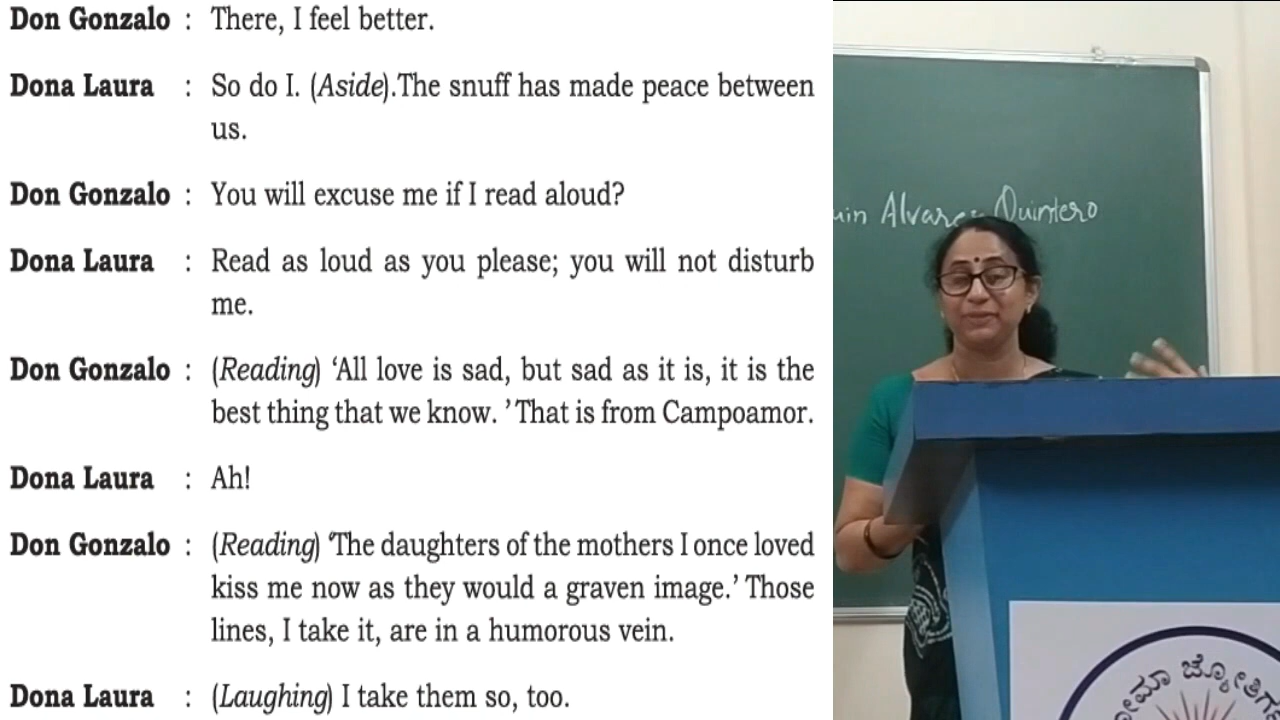 Don Gonzalo : There, I feel better.
Dona Laura : So do I. (Aside).The snuff has made peace between
us.
Don Gonzalo : You will excuse me if I read aloud?
Dona Laura : Read as loud as you please; you will not disturb
me.
Don Gonzalo : (Reading) ‘All love is sad, but sad as it is, it is the
best thing that we know. ’ That is from Campoamor.
Dona Laura : Ah!
Don Gonzalo : (Reading) ‘The daughters of the mothers I once loved
kiss me now as they would a graven image.’ Those
lines, I take it, are in a humorous vein.
Dona Laura : (Laughing) I take them so, too.
Alvarez Quintero